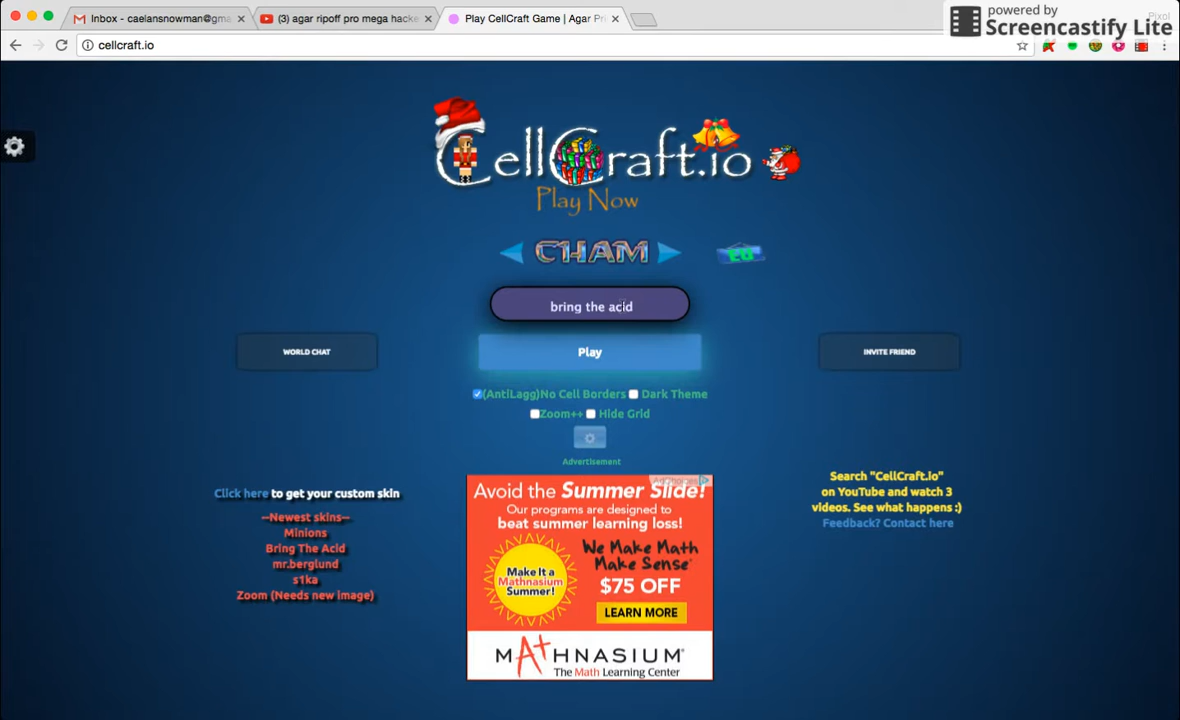 Inbox - caelansnowman@gma
(3) agar ripoff pro mega hacke
Play CellCraft Game | Agar Pri
powered by
Screencastify Lite
cellcraft.io
CellCraft.io
Play Now
CHAM
bring the acid
WORLD CHAT
Play
INVITE FRIEND
(AntiLagg)No Cell Borders Dark Theme
Zoom++ Hide Grid
Advertisement
AdChoices
Avoid the Summer Slide!
Our programs are designed to
beat summer learning loss!
Make It a
Mathnasium
Summer!
We Make Math
Make Sense
$75 OFF
LEARN MORE
MATHNASIUM
The Math Learning Center
Click here to get your custom skin
--Newest skins--
Minions
Bring The Acid
mr.berglund
s1ka
Zoom (Needs new image)
Search "CellCraft.io"
on YouTube and watch 3
videos. See what happens :)
Feedback? Contact here